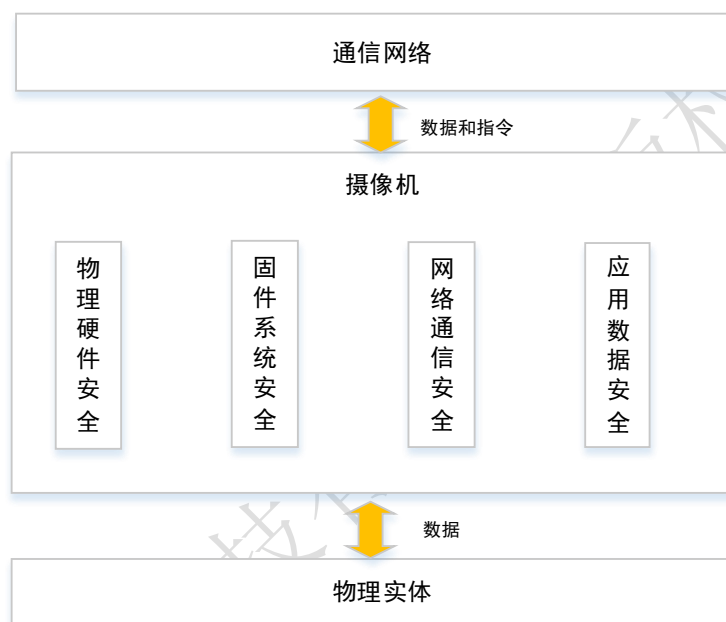 通信网络
数据和指令
摄像机
物理硬件安全
固件系统安全
网络通信安全
应用数据安全
数据
物理实体